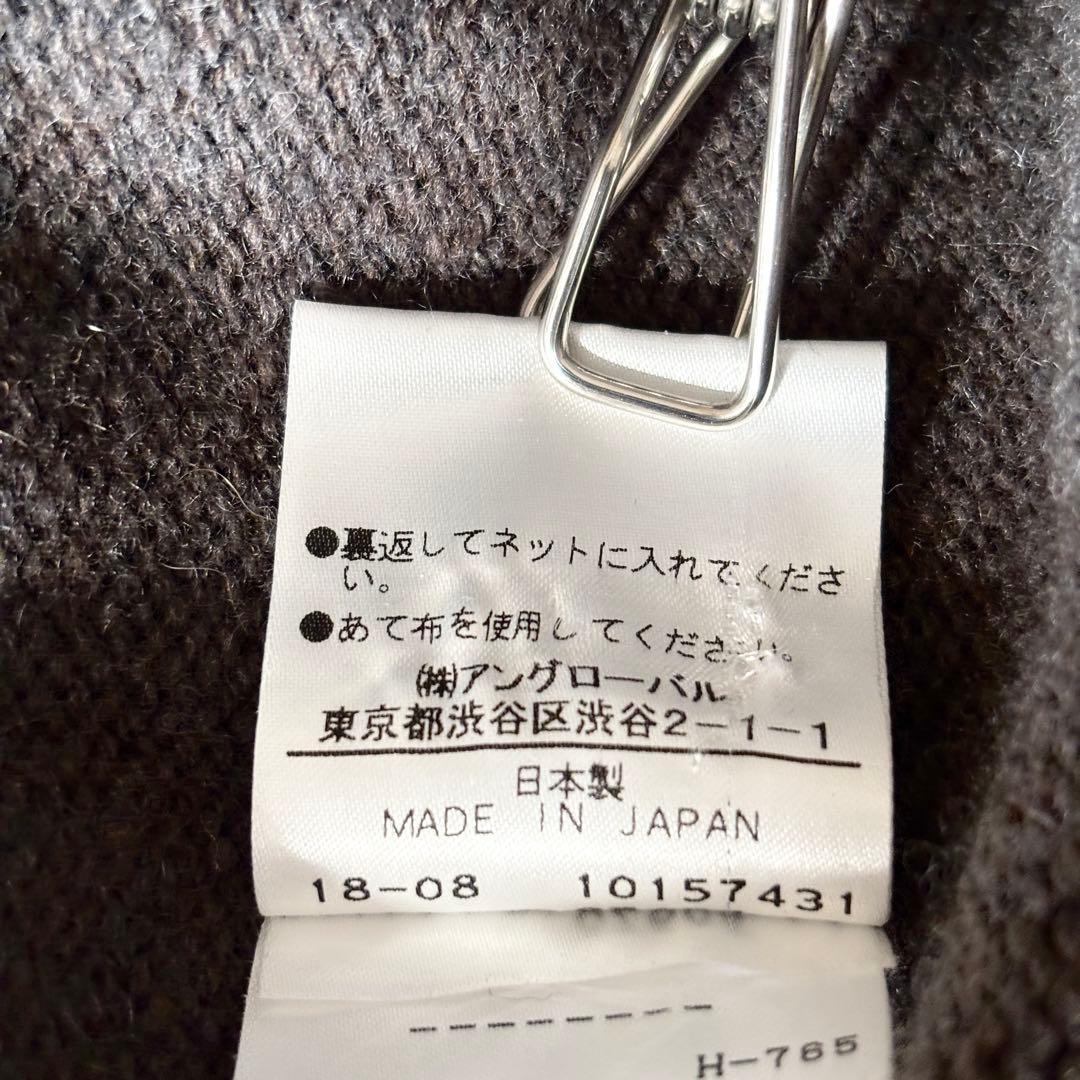 ●裏返してネットに入れてくださ
い。
●あて布を使用してください。
㈱アングローバル
東京都渋谷区渋谷2-1-1
日本製
MADE IN JAPAN
18-08 10157431
--------
H-765